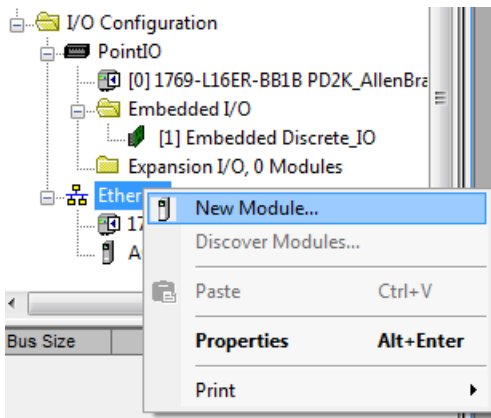 I/O Configuration
PointIO
[0] 1769-L16ER-BB1B PD2K_AllenBra
Embedded I/O
[1] Embedded Discrete_IO
Expansion I/O, 0 Modules
Ether
New Module...
17
Discover Modules...
A
Paste Ctrl+V
Bus Size
Properties Alt+Enter
Print